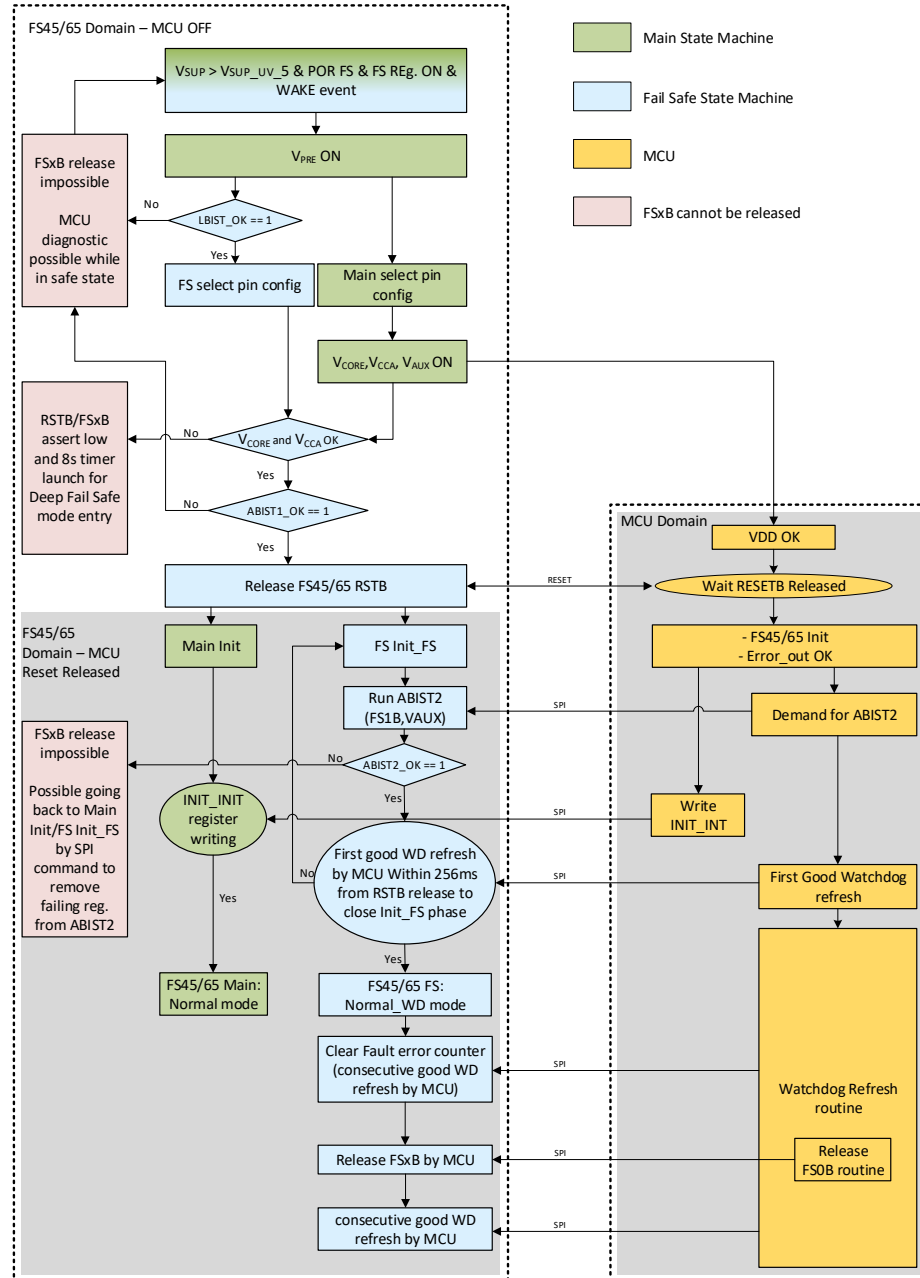 FS45/65 Domain – MCU OFF
Main State Machine
Fail Safe State Machine
MCU
FSxB cannot be released
VSUP > VSUP_UV_5 & POR FS & FS REg. ON &
WAKE event
VPRE ON
FSxB release
impossible
MCU
diagnostic
possible while
in safe state
No
LBIST_OK == 1
Yes
FS select pin config
Main select pin
config
VCORE,VCCA, VAUX ON
RSTB/FSxB
assert low
and 8s timer
launch for
Deep Fail Safe
mode entry
No
VCORE and VCCA OK
Yes
No
ABIST1_OK == 1
Yes
MCU Domain
VDD OK
Release FS45/65 RSTB
RESET
Wait RESETB Released
FS45/65
Domain – MCU
Reset Released
Main Init
FS Init_FS
- FS45/65 Init
- Error_out OK
Run ABIST2
(FS1B,VAUX)
SPI
Demand for ABIST2
FSxB release
impossible
Possible going
back to Main
Init/FS Init_FS
by SPI
command to
remove
failing reg.
from ABIST2
No
ABIST2_OK == 1
Yes
INIT_INIT
register
writing
SPI
Write
INIT_INT
Yes
First good WD refresh
by MCU Within 256ms
from RSTB release to
close Init_FS phase
No
SPI
First Good Watchdog
refresh
Yes
FS45/65 Main:
Normal mode
FS45/65 FS:
Normal_WD mode
Clear Fault error counter
(consecutive good WD
refresh by MCU)
SPI
Watchdog Refresh
routine
Release FSxB by MCU
SPI
Release
FS0B routine
consecutive good WD
refresh by MCU
SPI